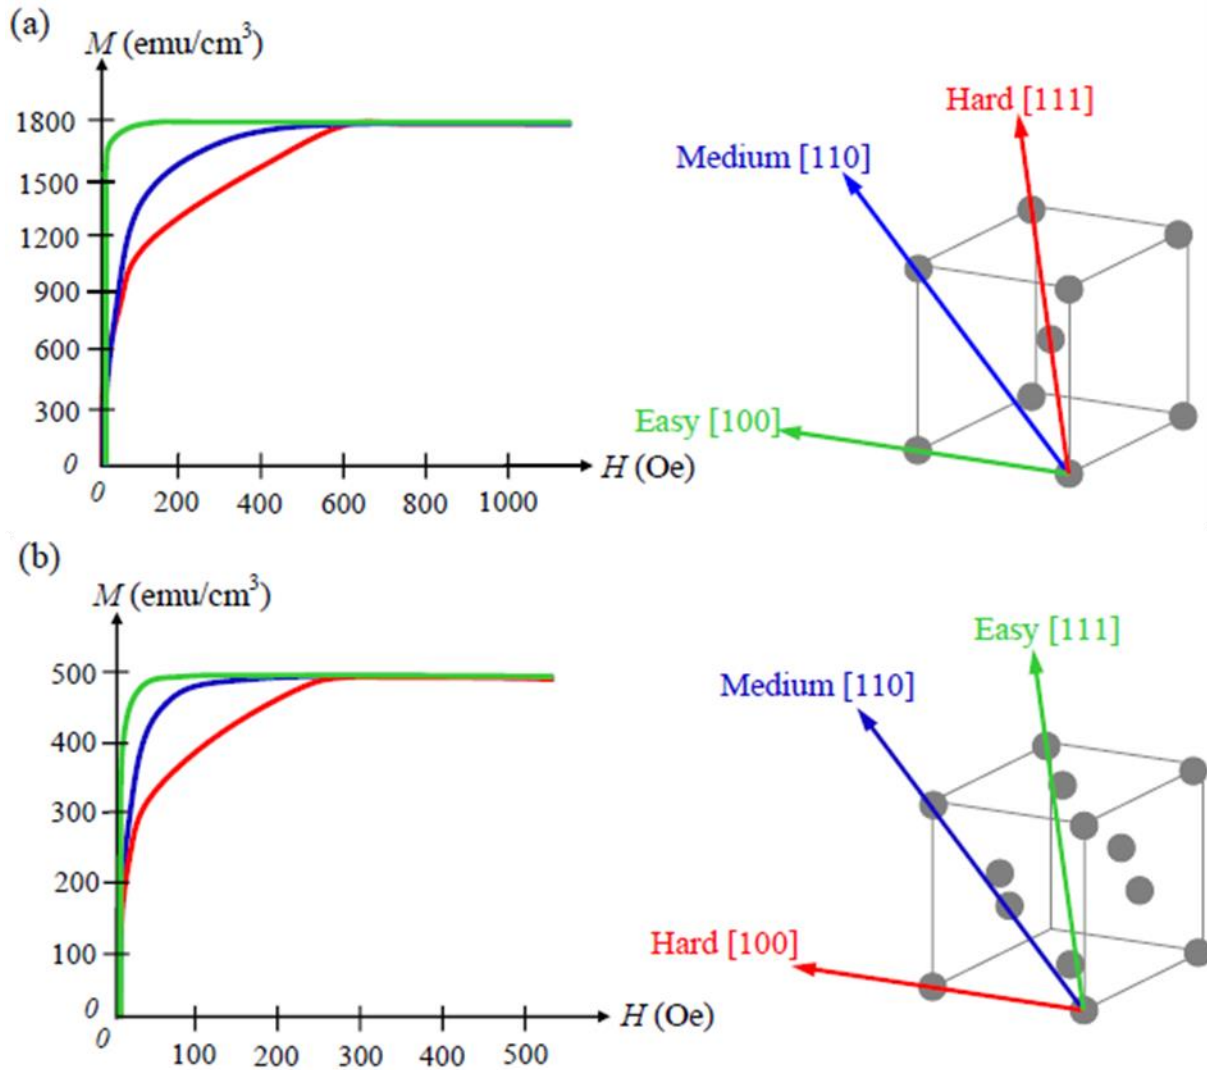 (a)
M (emu/cm³)
1800
1500
1200
900
600
300
0
0 200 400 600 800 1000
H (Oe)
Hard [111]
Medium [110]
Easy [100]
(b)
M (emu/cm³)
500
400
300
200
100
0
0 100 200 300 400 500
H (Oe)
Easy [111]
Medium [110]
Hard [100]